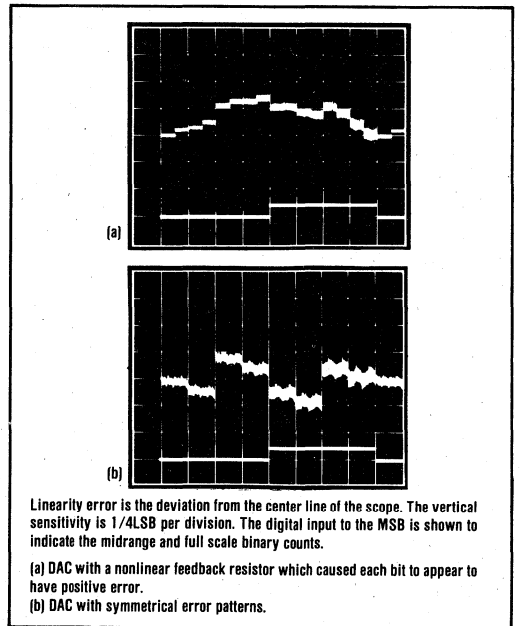 (a)
(b)
Linearity error is the deviation from the center line of the scope. The vertical
sensitivity is 1/4LSB per division. The digital input to the MSB is shown to
indicate the midrange and full scale binary counts.
(a) DAC with a nonlinear feedback resistor which caused each bit to appear to
have positive error.
(b) DAC with symmetrical error patterns.